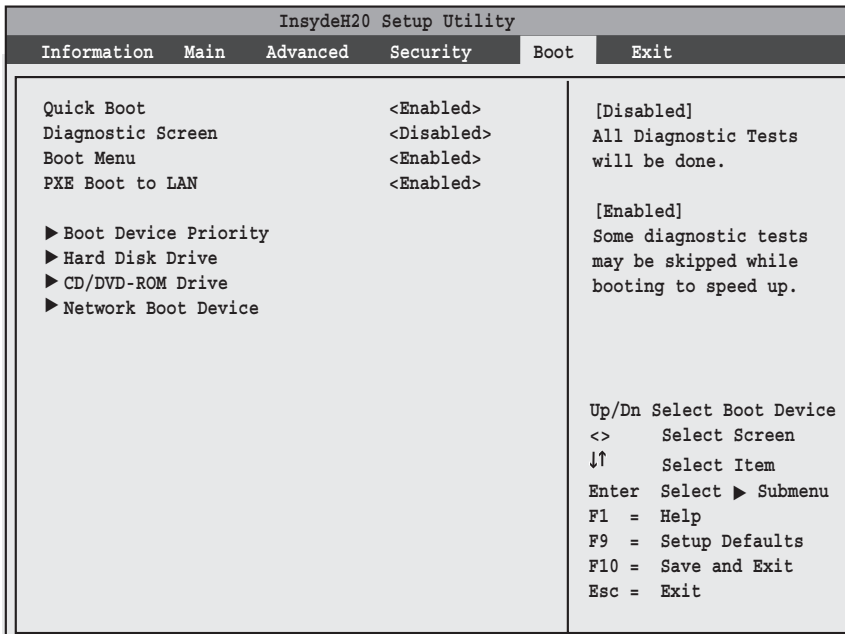 InsydeH20 Setup Utility
Information Main Advanced Security Boot Exit
Quick Boot <Enabled>
Diagnostic Screen <Disabled>
Boot Menu <Enabled>
PXE Boot to LAN <Enabled>
▶ Boot Device Priority
▶ Hard Disk Drive
▶ CD/DVD-ROM Drive
▶ Network Boot Device
[Disabled]
All Diagnostic Tests
will be done.
[Enabled]
Some diagnostic tests
may be skipped while
booting to speed up.
Up/Dn Select Boot Device
<> Select Screen
↓↑ Select Item
Enter Select ▶ Submenu
F1 = Help
F9 = Setup Defaults
F10 = Save and Exit
Esc = Exit